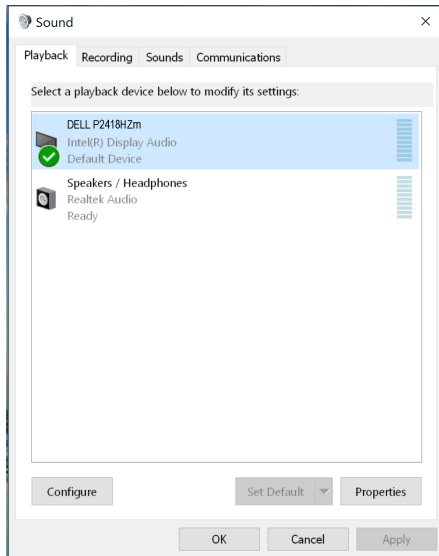 Sound
Playback Recording Sounds Communications
Select a playback device below to modify its settings:
DELL P2418HZm
Intel(R) Display Audio
Default Device
Speakers / Headphones
Realtek Audio
Ready
Configure Set Default Properties
OK Cancel Apply